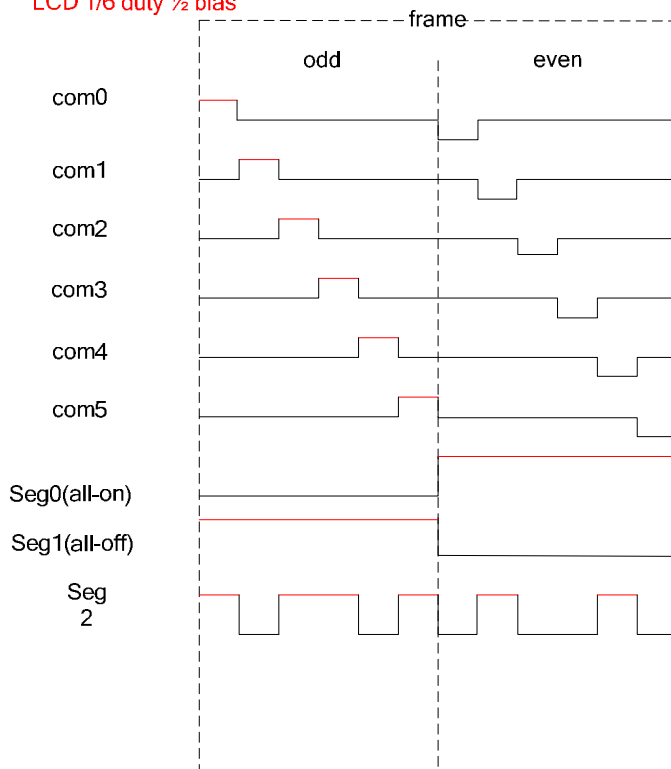 LCD 1/6 duty ½ bias
frame
odd even
com0
com1
com2
com3
com4
com5
Seg0(all-on)
Seg1(all-off)
Seg
2